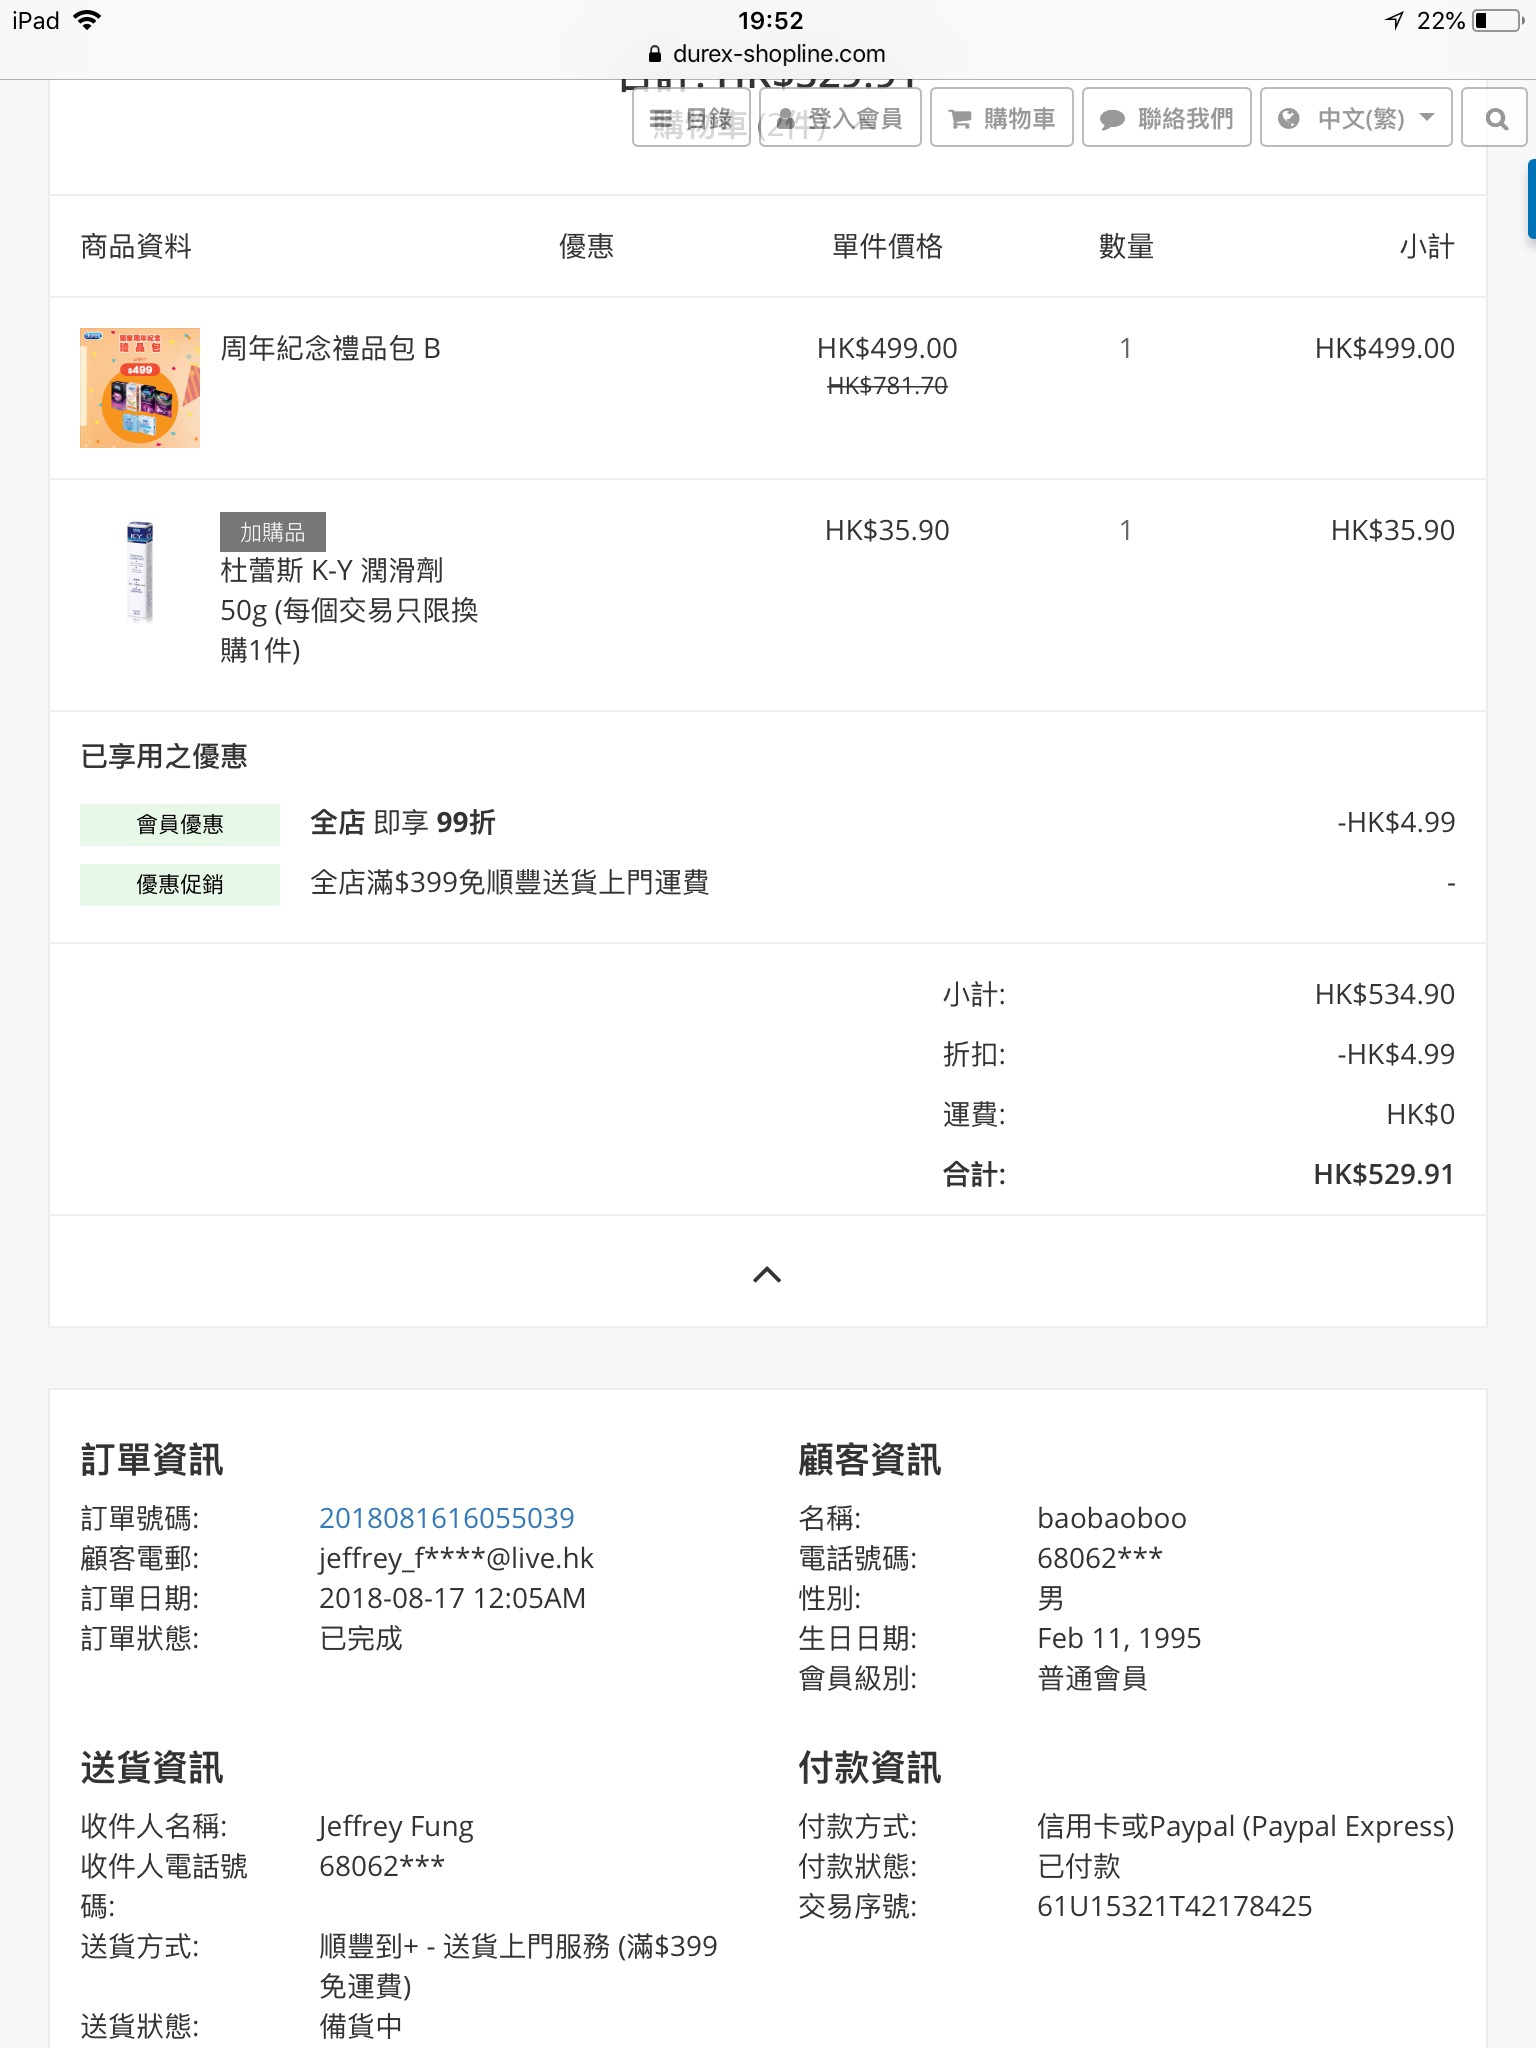 iPad
19:52
22%
durex-shopline.com
合計: HK$529.91
購物車 (2件)
目錄
登入會員
購物車
聯絡我們
中文(繁)
商品資料 優惠 單件價格 數量 小計
周年紀念禮品包 B HK$499.00 1 HK$499.00
HK$781.70
$499
加購品
HK$35.90 1 HK$35.90
杜蕾斯 K-Y 潤滑劑
50g (每個交易只限換
購1件)
已享用之優惠
會員優惠 全店 即享 99折 -HK$4.99
優惠促銷 全店滿$399免順豐送貨上門運費 -
小計: HK$534.90
折扣: -HK$4.99
運費: HK$0
合計: HK$529.91
訂單資訊
訂單號碼: 2018081616055039
顧客電郵: jeffrey_f****@live.hk
訂單日期: 2018-08-17 12:05AM
訂單狀態: 已完成
顧客資訊
名稱: baobaoboo
電話號碼: 68062***
性別: 男
生日日期: Feb 11, 1995
會員級別: 普通會員
送貨資訊
收件人名稱: Jeffrey Fung
收件人電話號 68062***
碼:
送貨方式: 順豐到+ - 送貨上門服務 (滿$399
免運費)
送貨狀態: 備貨中
付款資訊
付款方式: 信用卡或Paypal (Paypal Express)
付款狀態: 已付款
交易序號: 61U15321T42178425